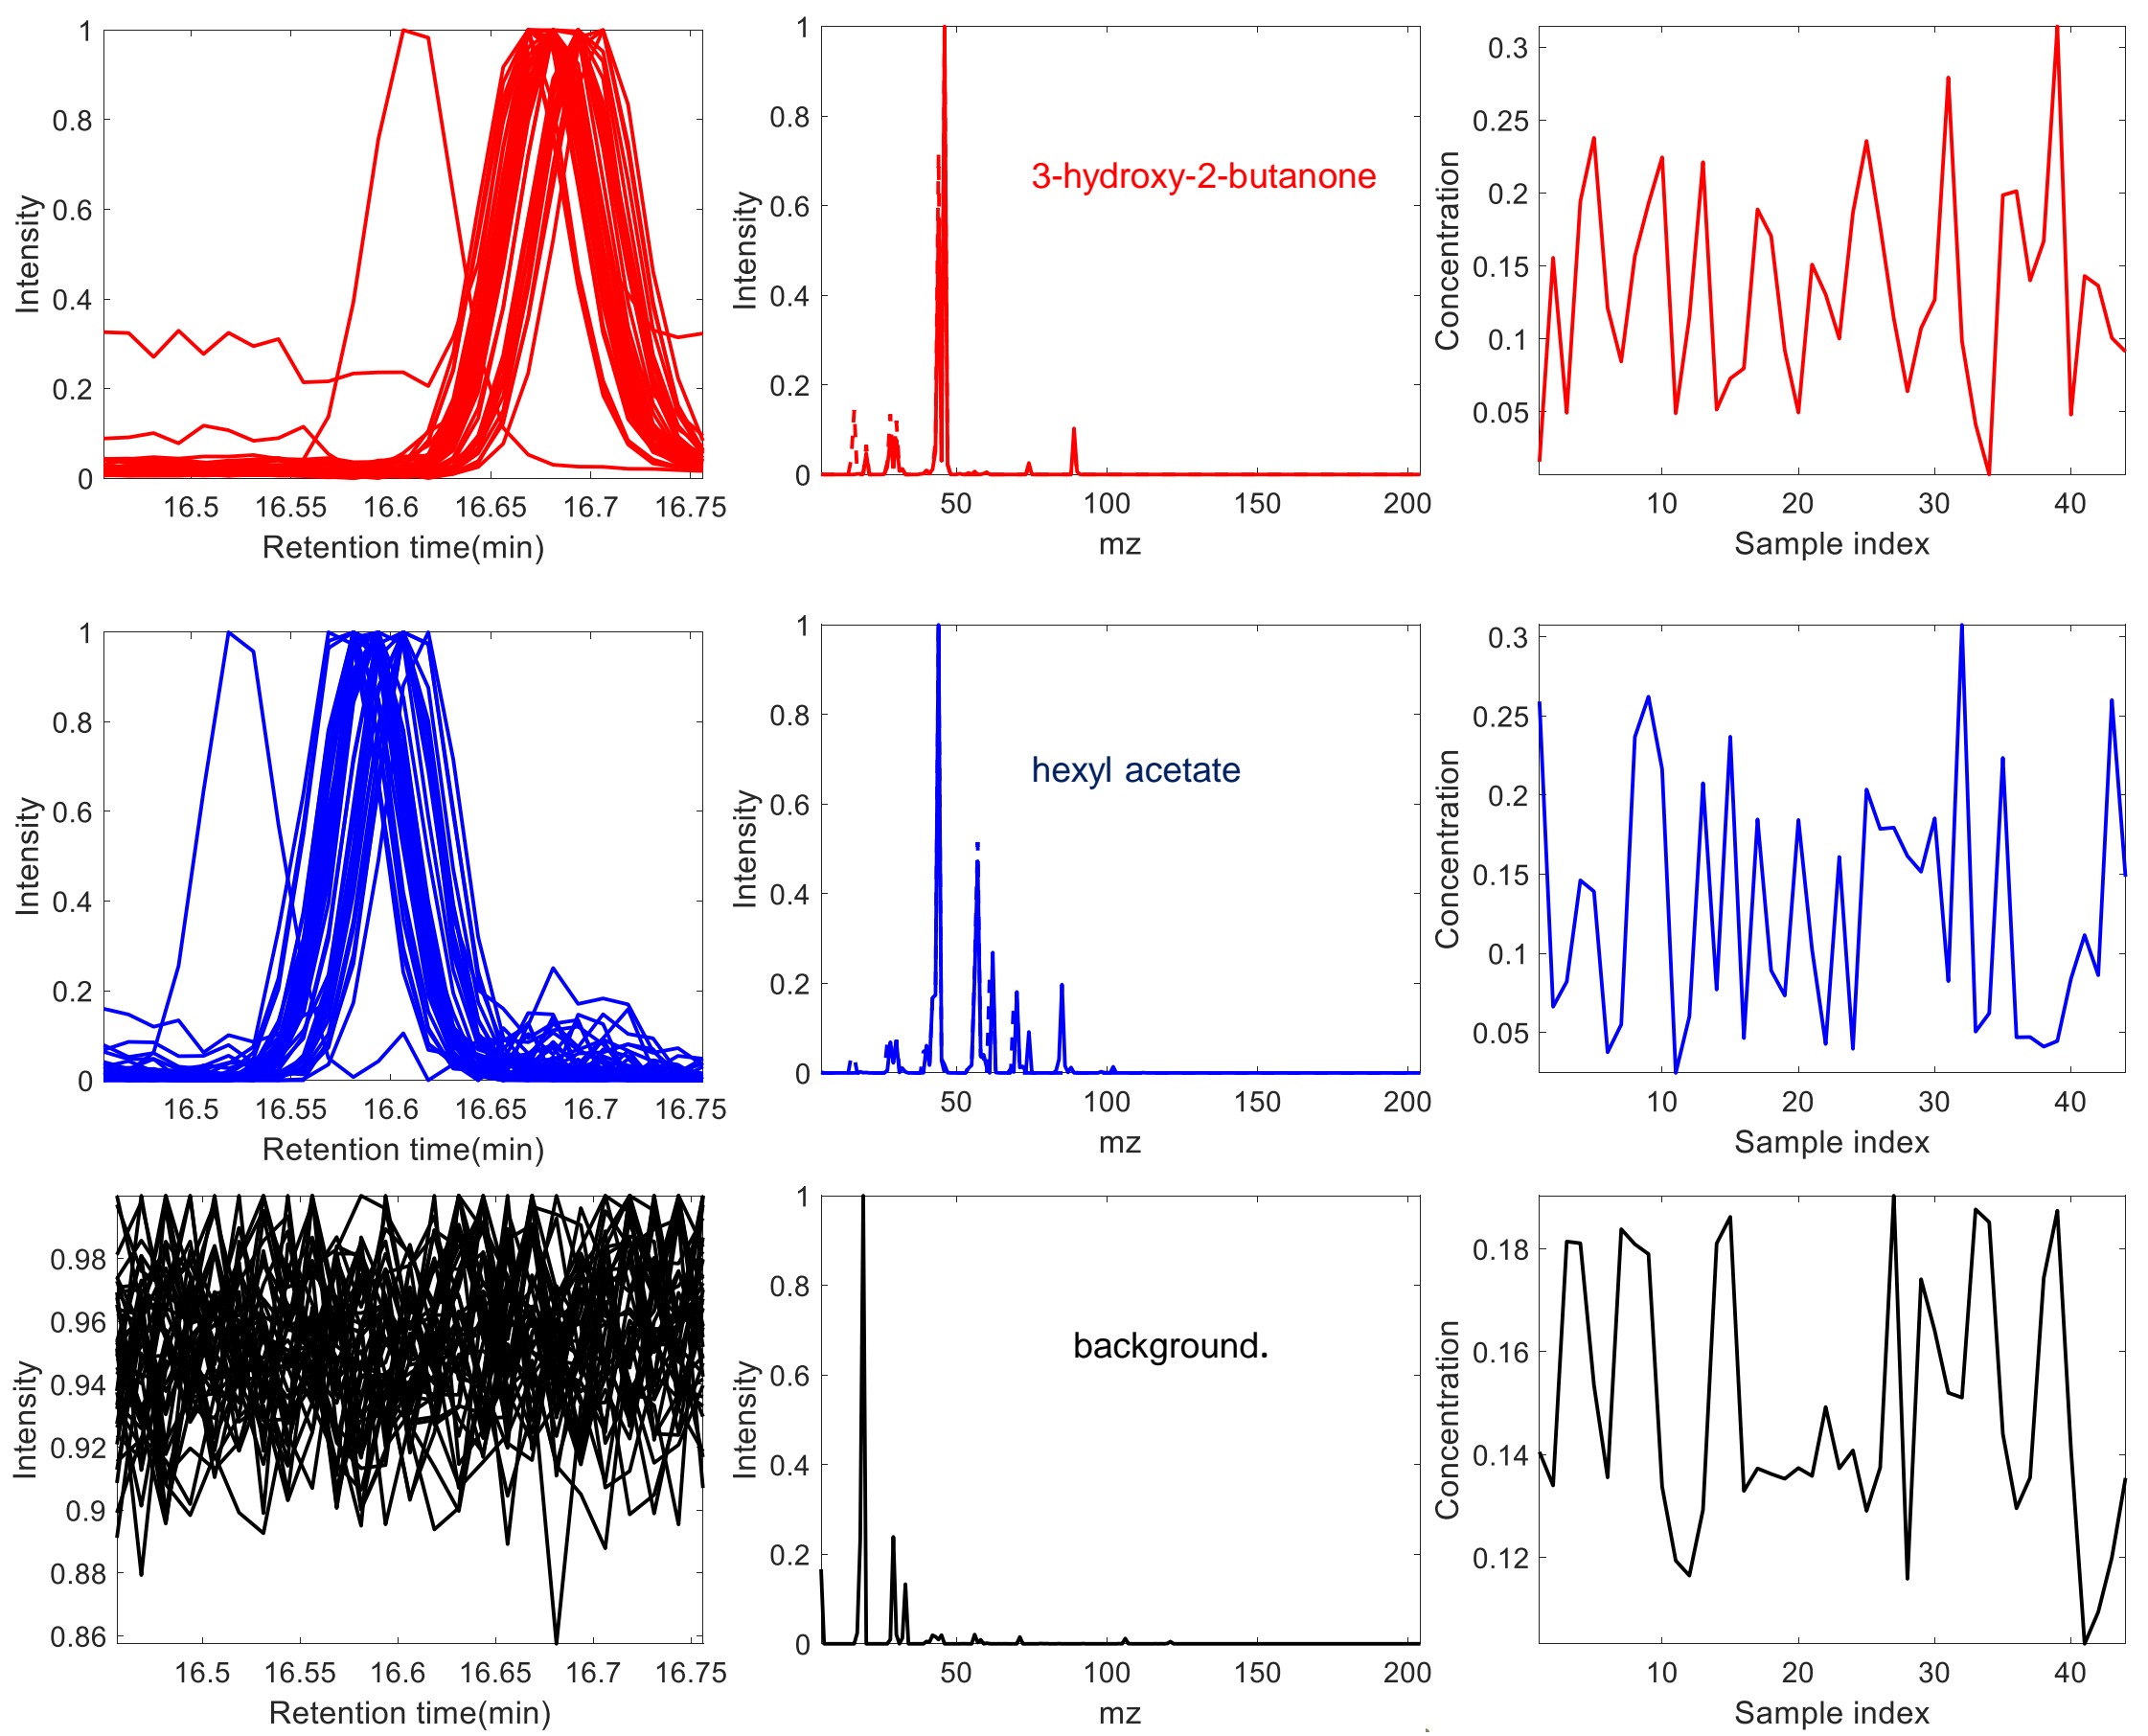 1
0.8
0.6
0.4
0.2
0
Intensity
16.5 16.55 16.6 16.65 16.7 16.75
Retention time(min)
1
0.8
0.6
0.4
0.2
0
Intensity
3-hydroxy-2-butanone
50 100 150 200
mz
0.3
0.25
0.2
0.15
0.1
0.05
Concentration
10 20 30 40
Sample index
1
0.8
0.6
0.4
0.2
0
Intensity
16.5 16.55 16.6 16.65 16.7 16.75
Retention time(min)
1
0.8
0.6
0.4
0.2
0
Intensity
hexyl acetate
50 100 150 200
mz
0.3
0.25
0.2
0.15
0.1
0.05
Concentration
10 20 30 40
Sample index
0.98
0.96
0.94
0.92
0.9
0.88
0.86
Intensity
16.5 16.55 16.6 16.65 16.7 16.75
Retention time(min)
1
0.8
0.6
0.4
0.2
0
Intensity
background.
50 100 150 200
mz
0.18
0.16
0.14
0.12
Concentration
10 20 30 40
Sample index